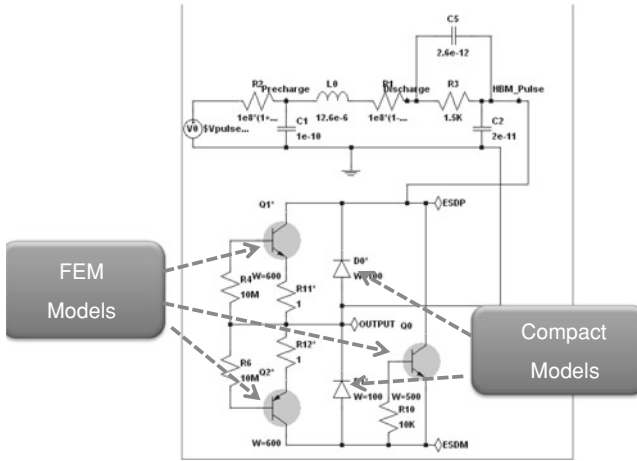 C5
2.6e-12
R2
Precharge
L0
R1
Discharge
R3
HBM_Pulse
1e8*(1+...
C1
1e-10
12.6e-6
1e8*(1-...
1.5K
C2
2e-11
V0
$Vpulse...
Q1'
ESDP
FEM
Models
D0'
W=100
W=600
R4
10M
R11'
1
OUTPUT
Q0
Compact
Models
R12'
1
R6
10M
Q2'
W=100
W=500
R10
10K
W=600
ESDM